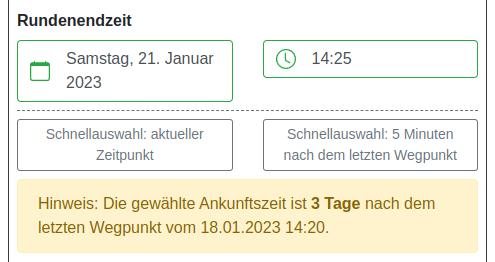 Rundenendzeit
Samstag, 21. Januar
2023
14:25
Schnellauswahl: aktueller
Zeitpunkt
Schnellauswahl: 5 Minuten
nach dem letzten Wegpunkt
Hinweis: Die gewählte Ankunftszeit ist 3 Tage nach dem
letzten Wegpunkt vom 18.01.2023 14:20.